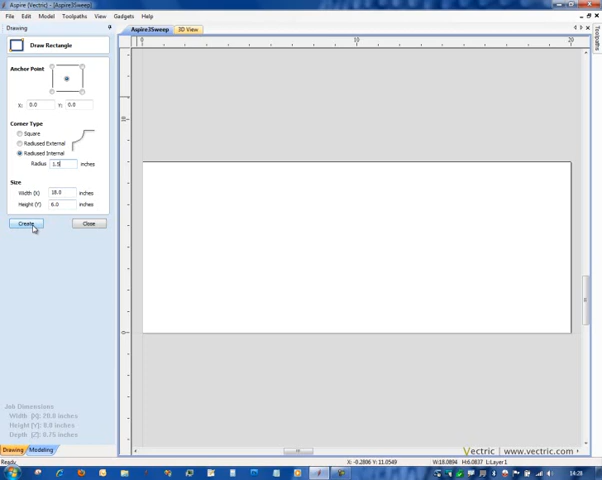 Aspire (Vectric)
File Edit Model Toolpaths View Gadgets Help
Drawing
Aspire3Sweep 3D View
Toolpaths
Draw Rectangle
0 10 20
Anchor Point
X: 0.0 Y: 0.0
Corner Type
Square
Radiused External
Radiused Internal
Radius 1.5 inches
Size
Width (X) 18.0 inches
Height (Y) 6.0 inches
Create Close
10
0
Job Dimensions
Width (X): 20.0 inches
Height (Y): 8.0 inches
Depth (Z): 0.75 inches
Drawing Modeling
Vectric | www.vectric.com
Ready X: -0.2806 Y: 11.0549 W:18.0894 H:6.0837 L:Layer1
14:28